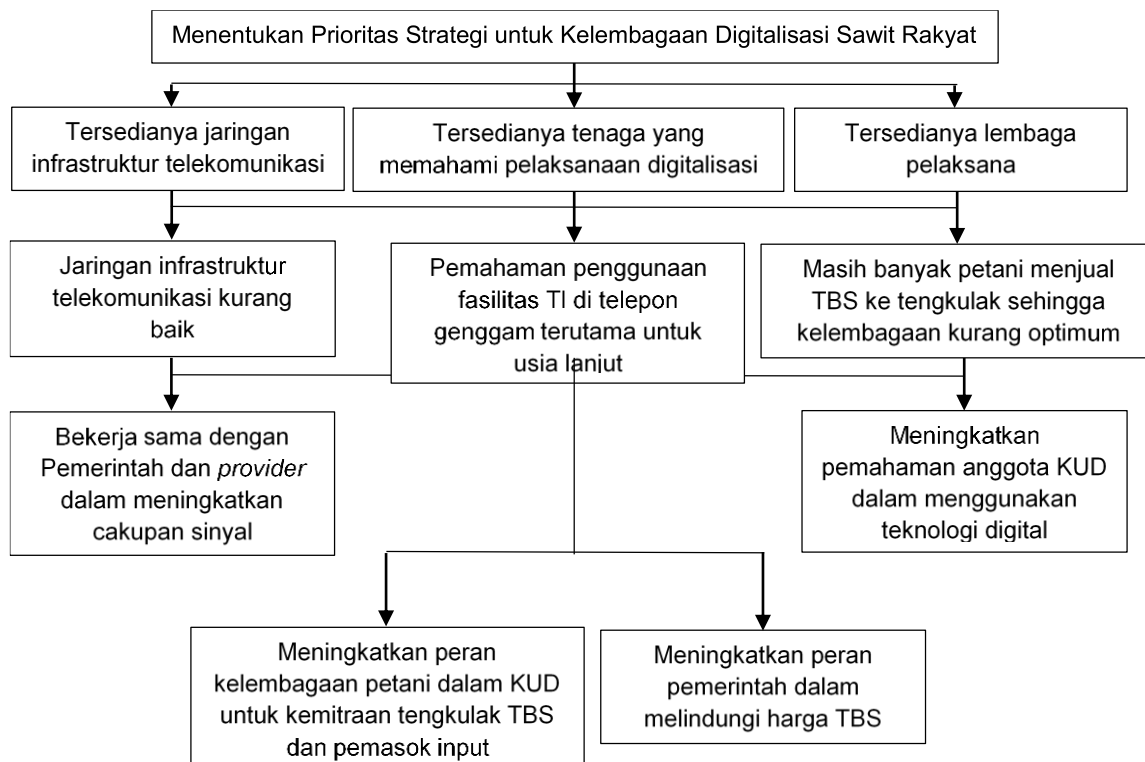 Menentukan Prioritas Strategi untuk Kelembagaan Digitalisasi Sawit Rakyat
Tersedianya jaringan
infrastruktur telekomunikasi
Tersedianya tenaga yang
memahami pelaksanaan digitalisasi
Tersedianya lembaga
pelaksana
Jaringan infrastruktur
telekomunikasi kurang
baik
Pemahaman penggunaan
fasilitas TI di telepon
genggam terutama untuk
usia lanjut
Masih banyak petani menjual
TBS ke tengkulak sehingga
kelembagaan kurang optimum
Bekerja sama dengan
Pemerintah dan provider
dalam meningkatkan
cakupan sinyal
Meningkatkan
pemahaman anggota KUD
dalam menggunakan
teknologi digital
Meningkatkan peran
kelembagaan petani dalam KUD
untuk kemitraan tengkulak TBS
dan pemasok input
Meningkatkan peran
pemerintah dalam
melindungi harga TBS